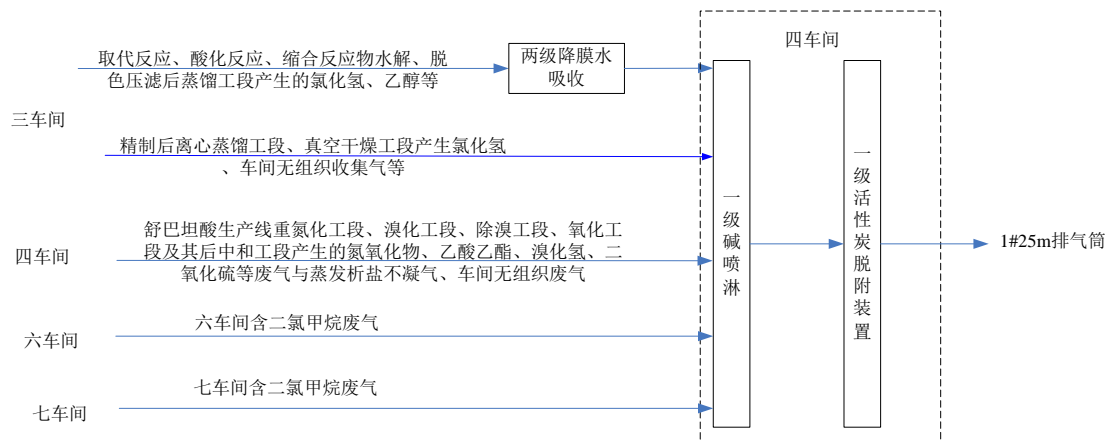 四车间
取代反应、酸化反应、缩合反应物水解、脱
色压滤后蒸馏工段产生的氯化氢、乙醇等
两级降膜水
吸收
三车间
精制后离心蒸馏工段、真空干燥工段产生氯化氢
、车间无组织收集气等
四车间
舒巴坦酸生产线重氮化工段、溴化工段、除溴工段、氧化工
段及其后中和工段产生的氮氧化物、乙酸乙酯、溴化氢、二
氧化硫等废气与蒸发析盐不凝气、车间无组织废气
六车间
六车间含二氯甲烷废气
七车间
七车间含二氯甲烷废气
一级碱喷淋
一级活性炭脱附装置
1#25m排气筒